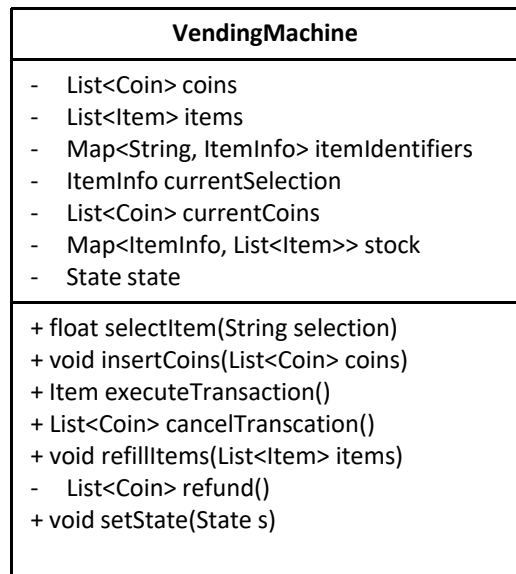 VendingMachine
- List<Coin> coins
- List<Item> items
- Map<String, ItemInfo> itemIdentifiers
- ItemInfo currentSelection
- List<Coin> currentCoins
- Map<ItemInfo, List<Item>> stock
- State state
+ float selectItem(String selection)
+ void insertCoins(List<Coin> coins)
+ Item executeTransaction()
+ List<Coin> cancelTranscation()
+ void refillItems(List<Item> items)
- List<Coin> refund()
+ void setState(State s)